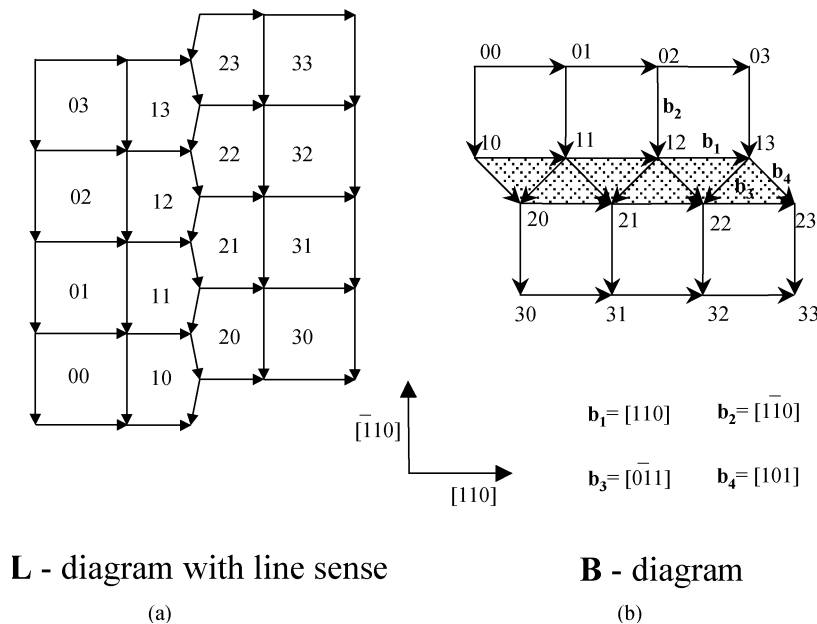 23 33
03 13
22 32
02 12
21 31
01 11
20 30
00 10
[1̅10]
[110]
L - diagram with line sense
(a)
00 01 02 03
b₂
10 11 12 b₁ 13
b₄
b₃
20 21 22 23
30 31 32 33
b₁= [110] b₂= [11̅0]
b₃= [01̅1] b₄= [101]
B - diagram
(b)